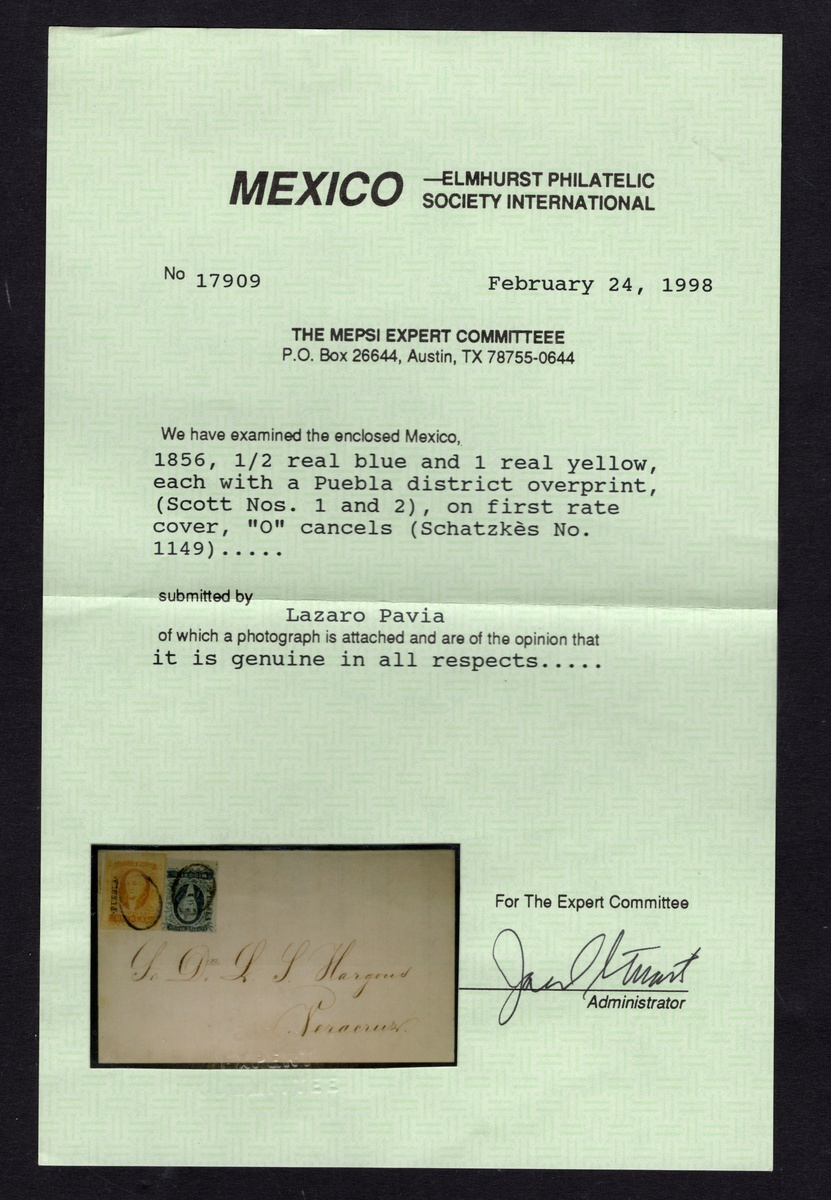 MEXICO —ELMHURST PHILATELIC
SOCIETY INTERNATIONAL
No 17909 February 24, 1998
THE MEPSI EXPERT COMMITTEEE
P.O. Box 26644, Austin, TX 78755-0644
We have examined the enclosed Mexico,
1856, 1/2 real blue and 1 real yellow,
each with a Puebla district overprint,
(Scott Nos. 1 and 2), on first rate
cover, "O" cancels (Schatzkès No.
1149).....
submitted by
Lazaro Pavia
of which a photograph is attached and are of the opinion that
it is genuine in all respects.....
For The Expert Committee
Administrator
L. S. Hargous
Veracruz.